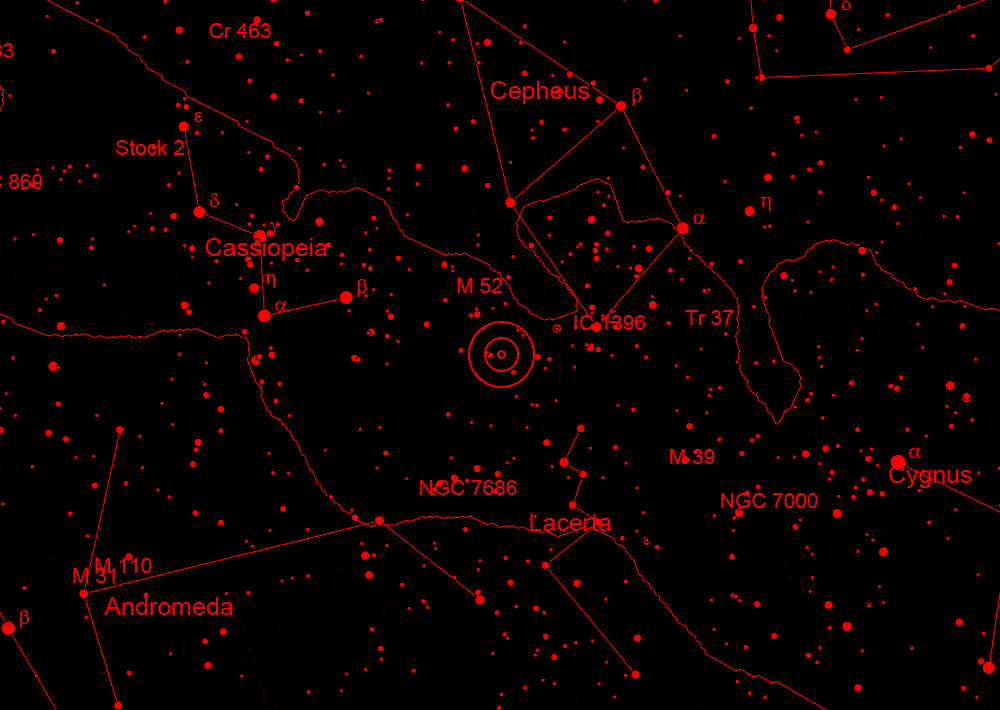 δ
Cr 463
Cepheus
β
ε
Stock 2
869
δ
η
α
γ
Cassiopeia
η
β
M 52
α
IC 1396
Tr 37
α
M 39
Cygnus
NGC 7686
NGC 7000
Lacerta
M 110
M 31
Andromeda
β